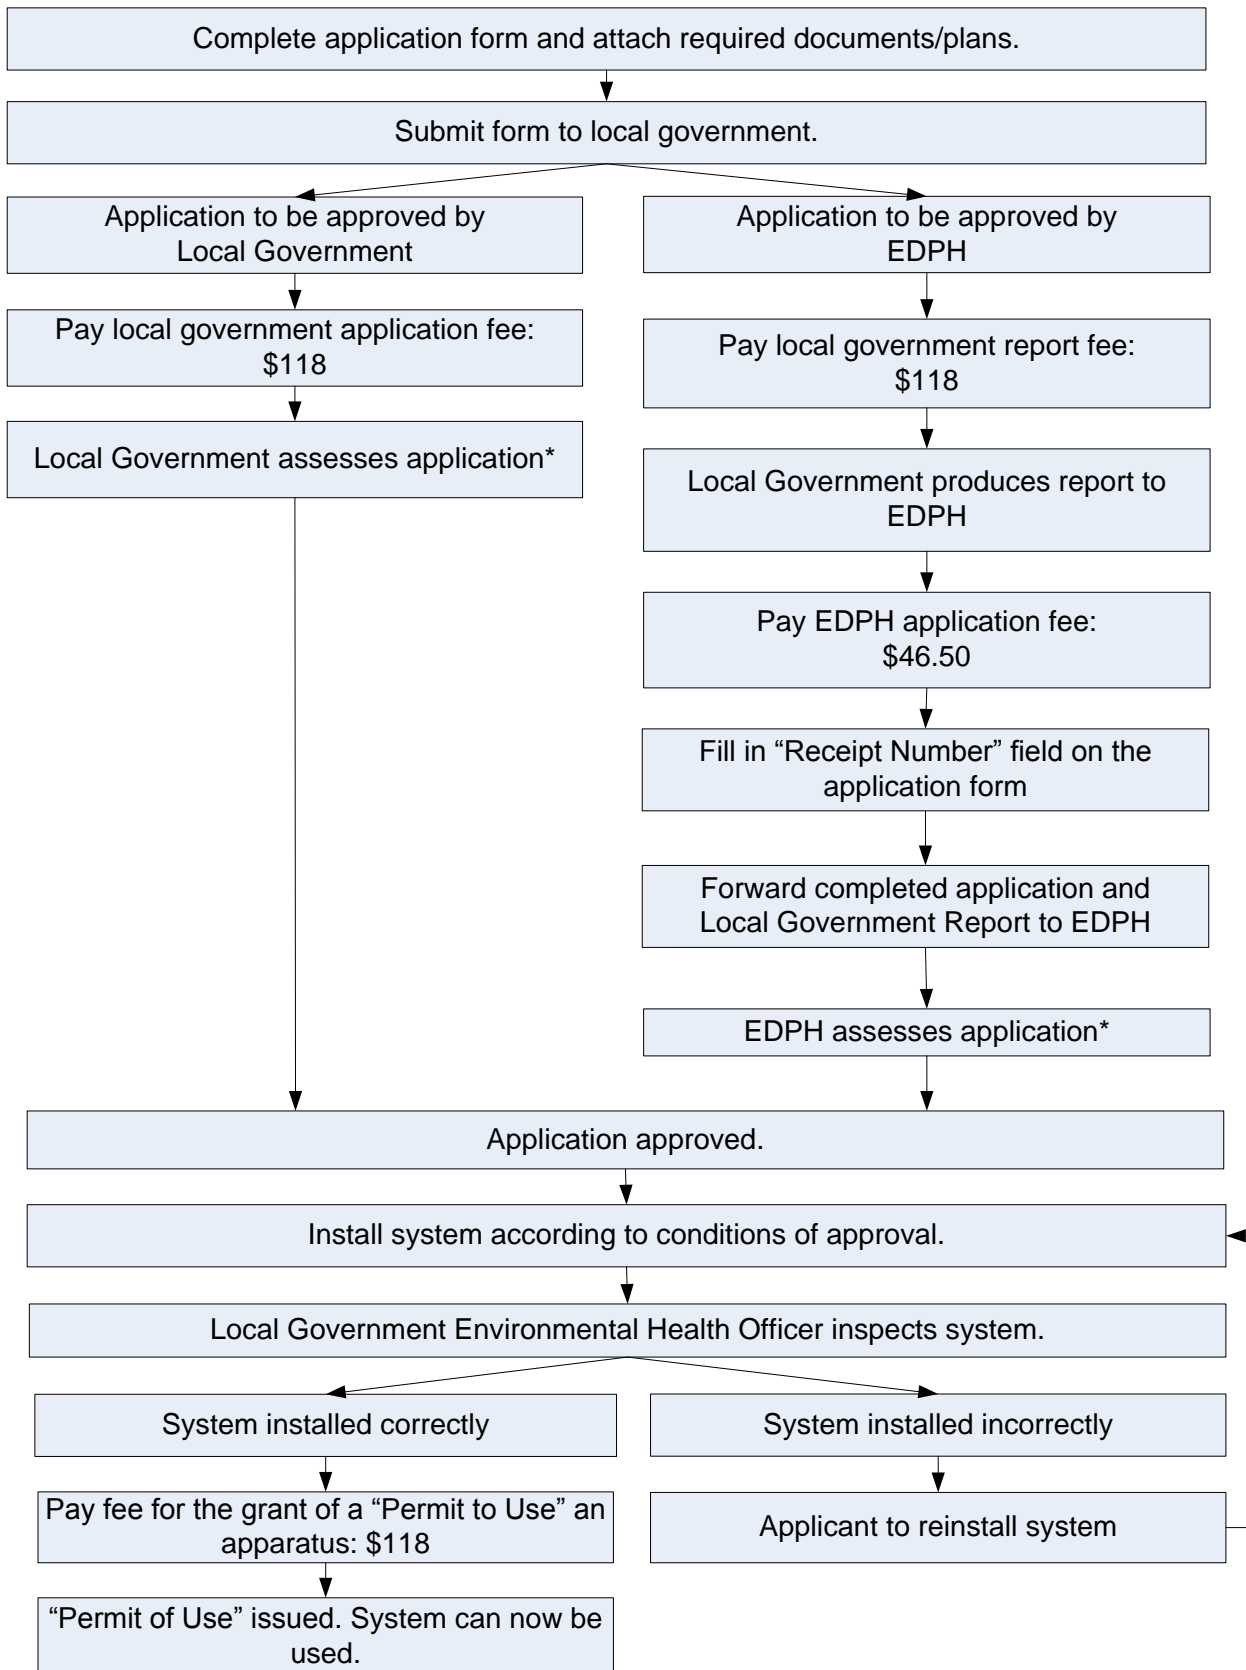 Complete application form and attach required documents/plans.
Submit form to local government.
Application to be approved by
Local Government
Pay local government application fee:
$118
Local Government assesses application*
Application to be approved by
EDPH
Pay local government report fee:
$118
Local Government produces report to
EDPH
Pay EDPH application fee:
$46.50
Fill in “Receipt Number” field on the
application form
Forward completed application and
Local Government Report to EDPH
EDPH assesses application*
Application approved.
Install system according to conditions of approval.
Local Government Environmental Health Officer inspects system.
System installed correctly
Pay fee for the grant of a “Permit to Use” an
apparatus: $118
“Permit of Use” issued. System can now be
used.
System installed incorrectly
Applicant to reinstall system